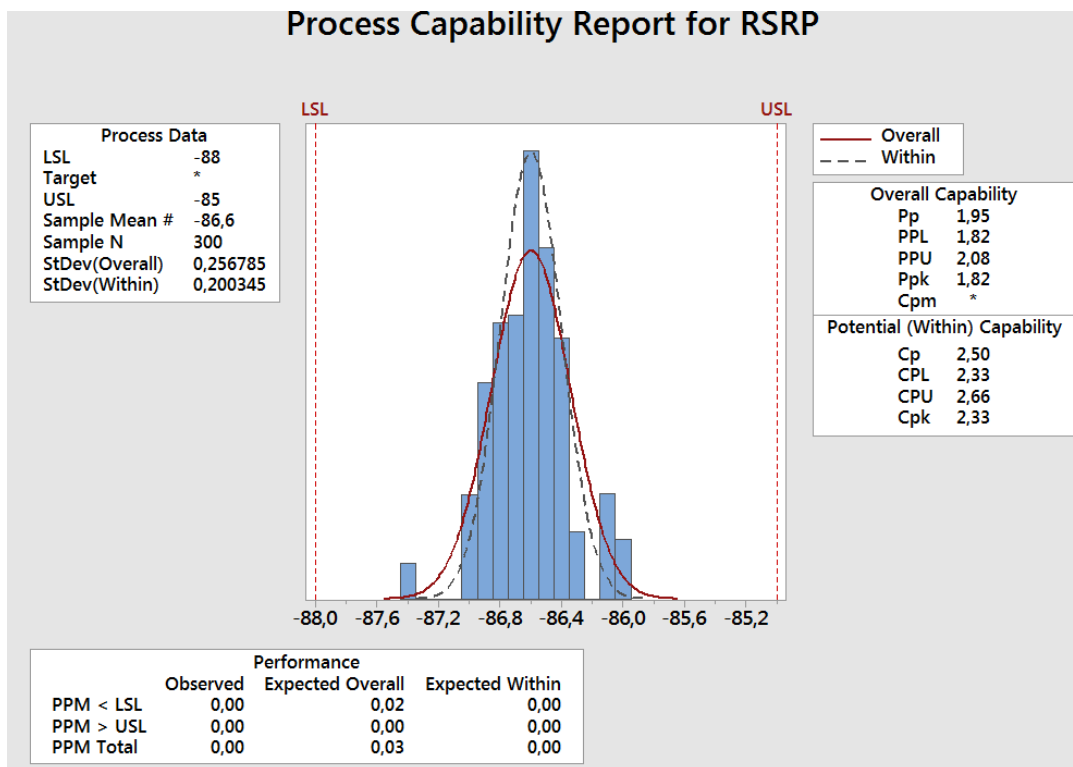 Process Capability Report for RSRP
LSL USL
Process Data
LSL -88
Target *
USL -85
Sample Mean # -86,6
Sample N 300
StDev(Overall) 0,256785
StDev(Within) 0,200345
Overall
Within
Overall Capability
Pp 1,95
PPL 1,82
PPU 2,08
Ppk 1,82
Cpm *
Potential (Within) Capability
Cp 2,50
CPL 2,33
CPU 2,66
Cpk 2,33
-88,0 -87,6 -87,2 -86,8 -86,4 -86,0 -85,6 -85,2
Performance
Observed Expected Overall Expected Within
PPM < LSL 0,00 0,02 0,00
PPM > USL 0,00 0,00 0,00
PPM Total 0,00 0,03 0,00